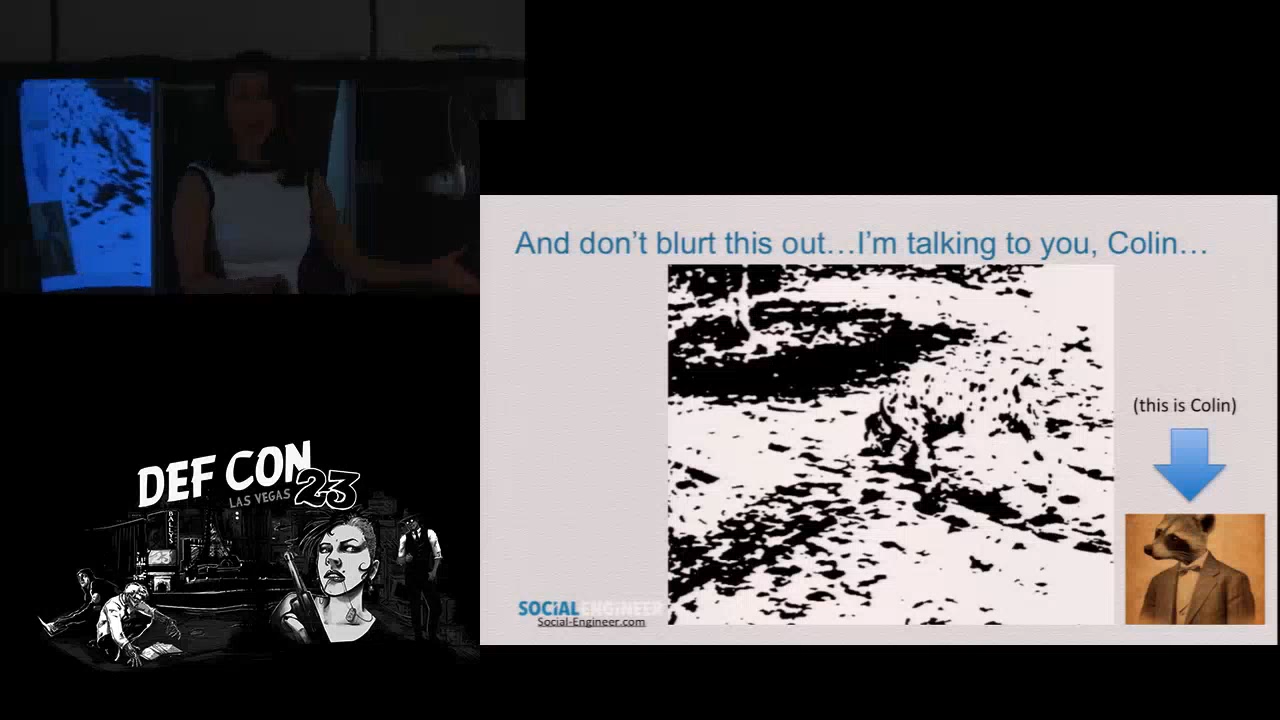 And don’t blurt this out…I’m talking to you, Colin…
(this is Colin)
SOCiAL ENGiNEER
Social-Engineer.com
DEF CON
LAS VEGAS 23
BALLY'S